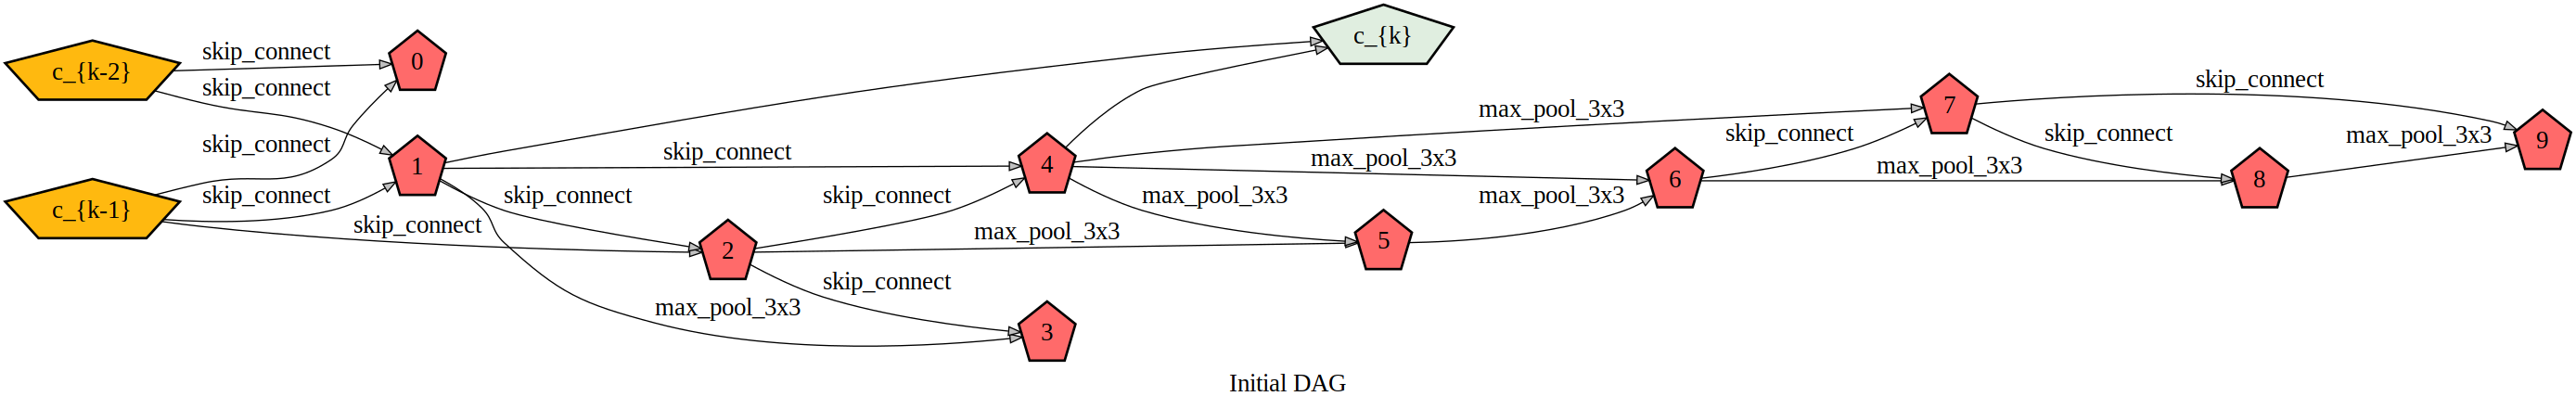 c_{k-2}
skip_connect
0
skip_connect
skip_connect
1
c_{k-1}
skip_connect
skip_connect
skip_connect
skip_connect
2
max_pool_3x3
skip_connect
skip_connect
max_pool_3x3
3
4
c_{k}
max_pool_3x3
5
max_pool_3x3
max_pool_3x3
max_pool_3x3
6
skip_connect
max_pool_3x3
7
skip_connect
skip_connect
8
max_pool_3x3
9
Initial DAG